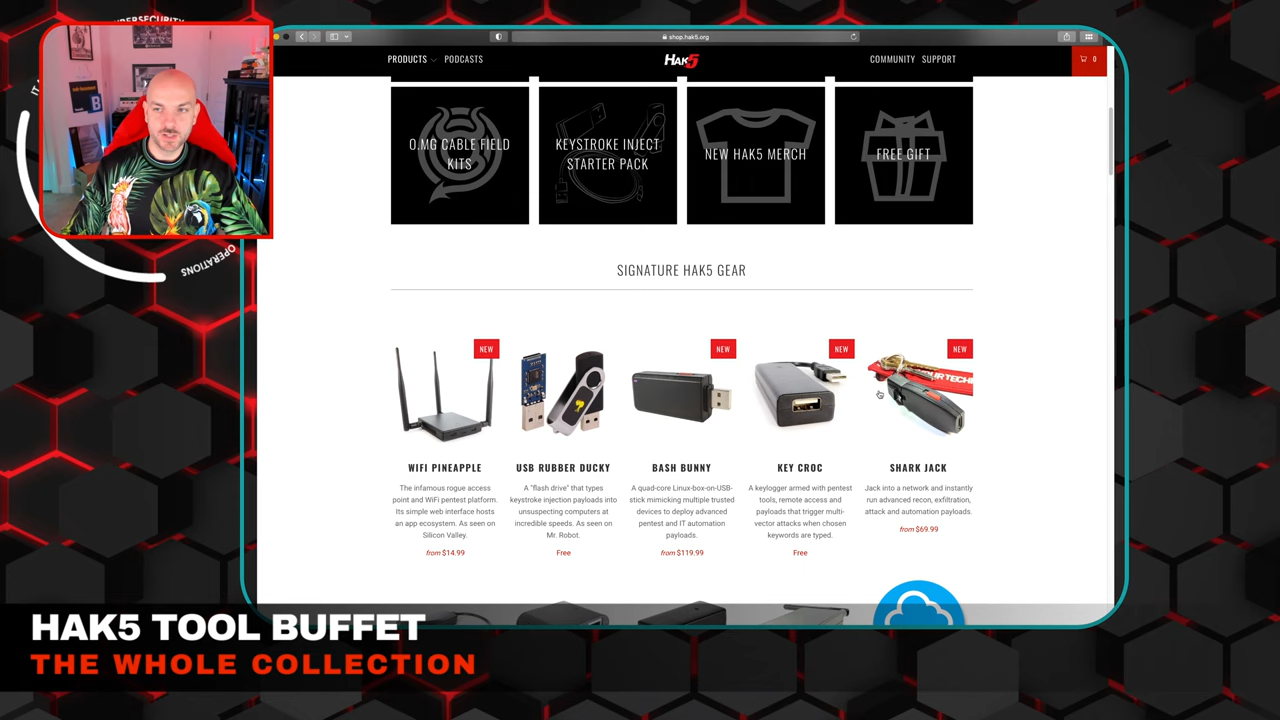 CYBERSECURITY
IT
OPERATIONS
shop.hak5.org
PRODUCTS
PODCASTS
HAK5
COMMUNITY
SUPPORT
0
O.MG CABLE FIELD
KITS
KEYSTROKE INJECT
STARTER PACK
NEW HAK5 MERCH
FREE GIFT
SIGNATURE HAK5 GEAR
NEW
NEW
NEW
NEW
WIFI PINEAPPLE
The infamous rogue access
point and WiFi pentest platform.
Its simple web interface hosts
an app ecosystem. As seen on
Silicon Valley.
from $14.99
USB RUBBER DUCKY
A "flash drive" that types
keystroke injection payloads into
unsuspecting computers at
incredible speeds. As seen on
Mr. Robot.
Free
BASH BUNNY
A quad-core Linux-box-on-USB-
stick mimicking multiple trusted
devices to deploy advanced
pentest and IT automation
payloads.
from $119.99
KEY CROC
A keylogger armed with pentest
tools, remote access and
payloads that trigger multi-
vector attacks when chosen
keywords are typed.
Free
SHARK JACK
Jack into a network and instantly
run advanced recon, exfiltration,
attack and automation payloads.
from $69.99
HAK5 TOOL BUFFET
THE WHOLE COLLECTION